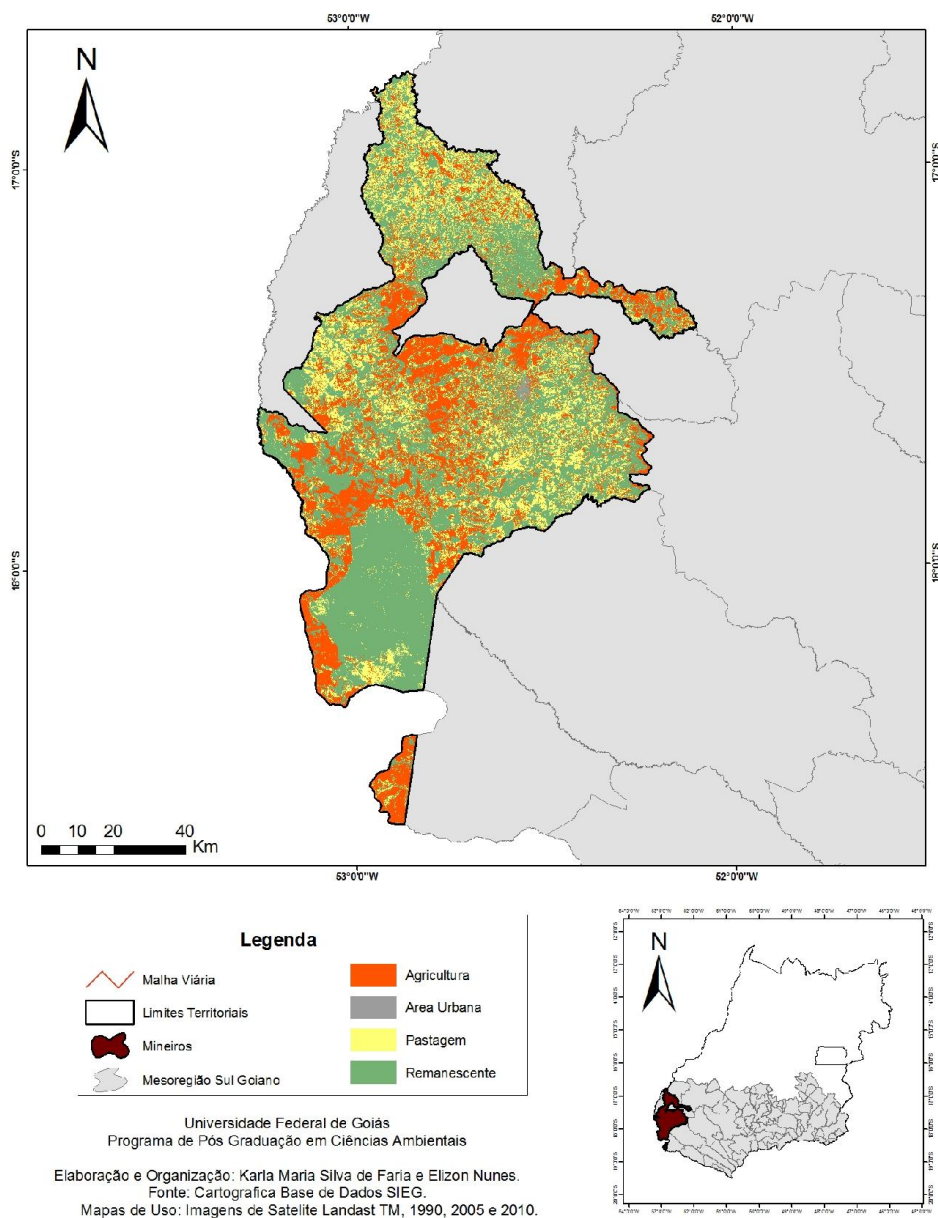 53°0'0"W
52°0'0"W
N
17°0'0"S
17°0'0"S
18°0'0"S
18°0'0"S
0 10 20 40
Km
53°0'0"W
52°0'0"W
Legenda
Malha Viária
Limites Territoriais
Mineiros
Mesoregião Sul Goiano
Agricultura
Area Urbana
Pastagem
Remanescente
N
Universidade Federal de Goiás
Programa de Pós Graduação em Ciências Ambientais
Elaboração e Organização: Karla Maria Silva de Faria e Elizon Nunes.
Fonte: Cartografica Base de Dados SIEG.
Mapas de Uso: Imagens de Satelite Landast TM, 1990, 2005 e 2010.